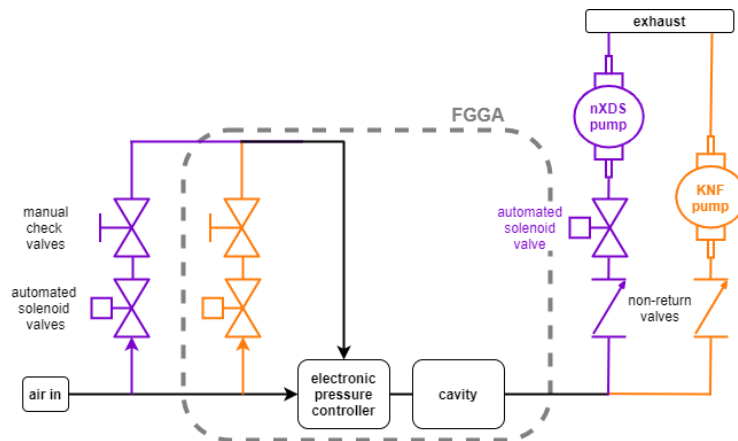 exhaust
nXDS
pump
FGGA
KNF
pump
manual
check
valves
automated
solenoid
valve
automated
solenoid
valves
non-return
valves
air in
electronic
pressure
controller
cavity